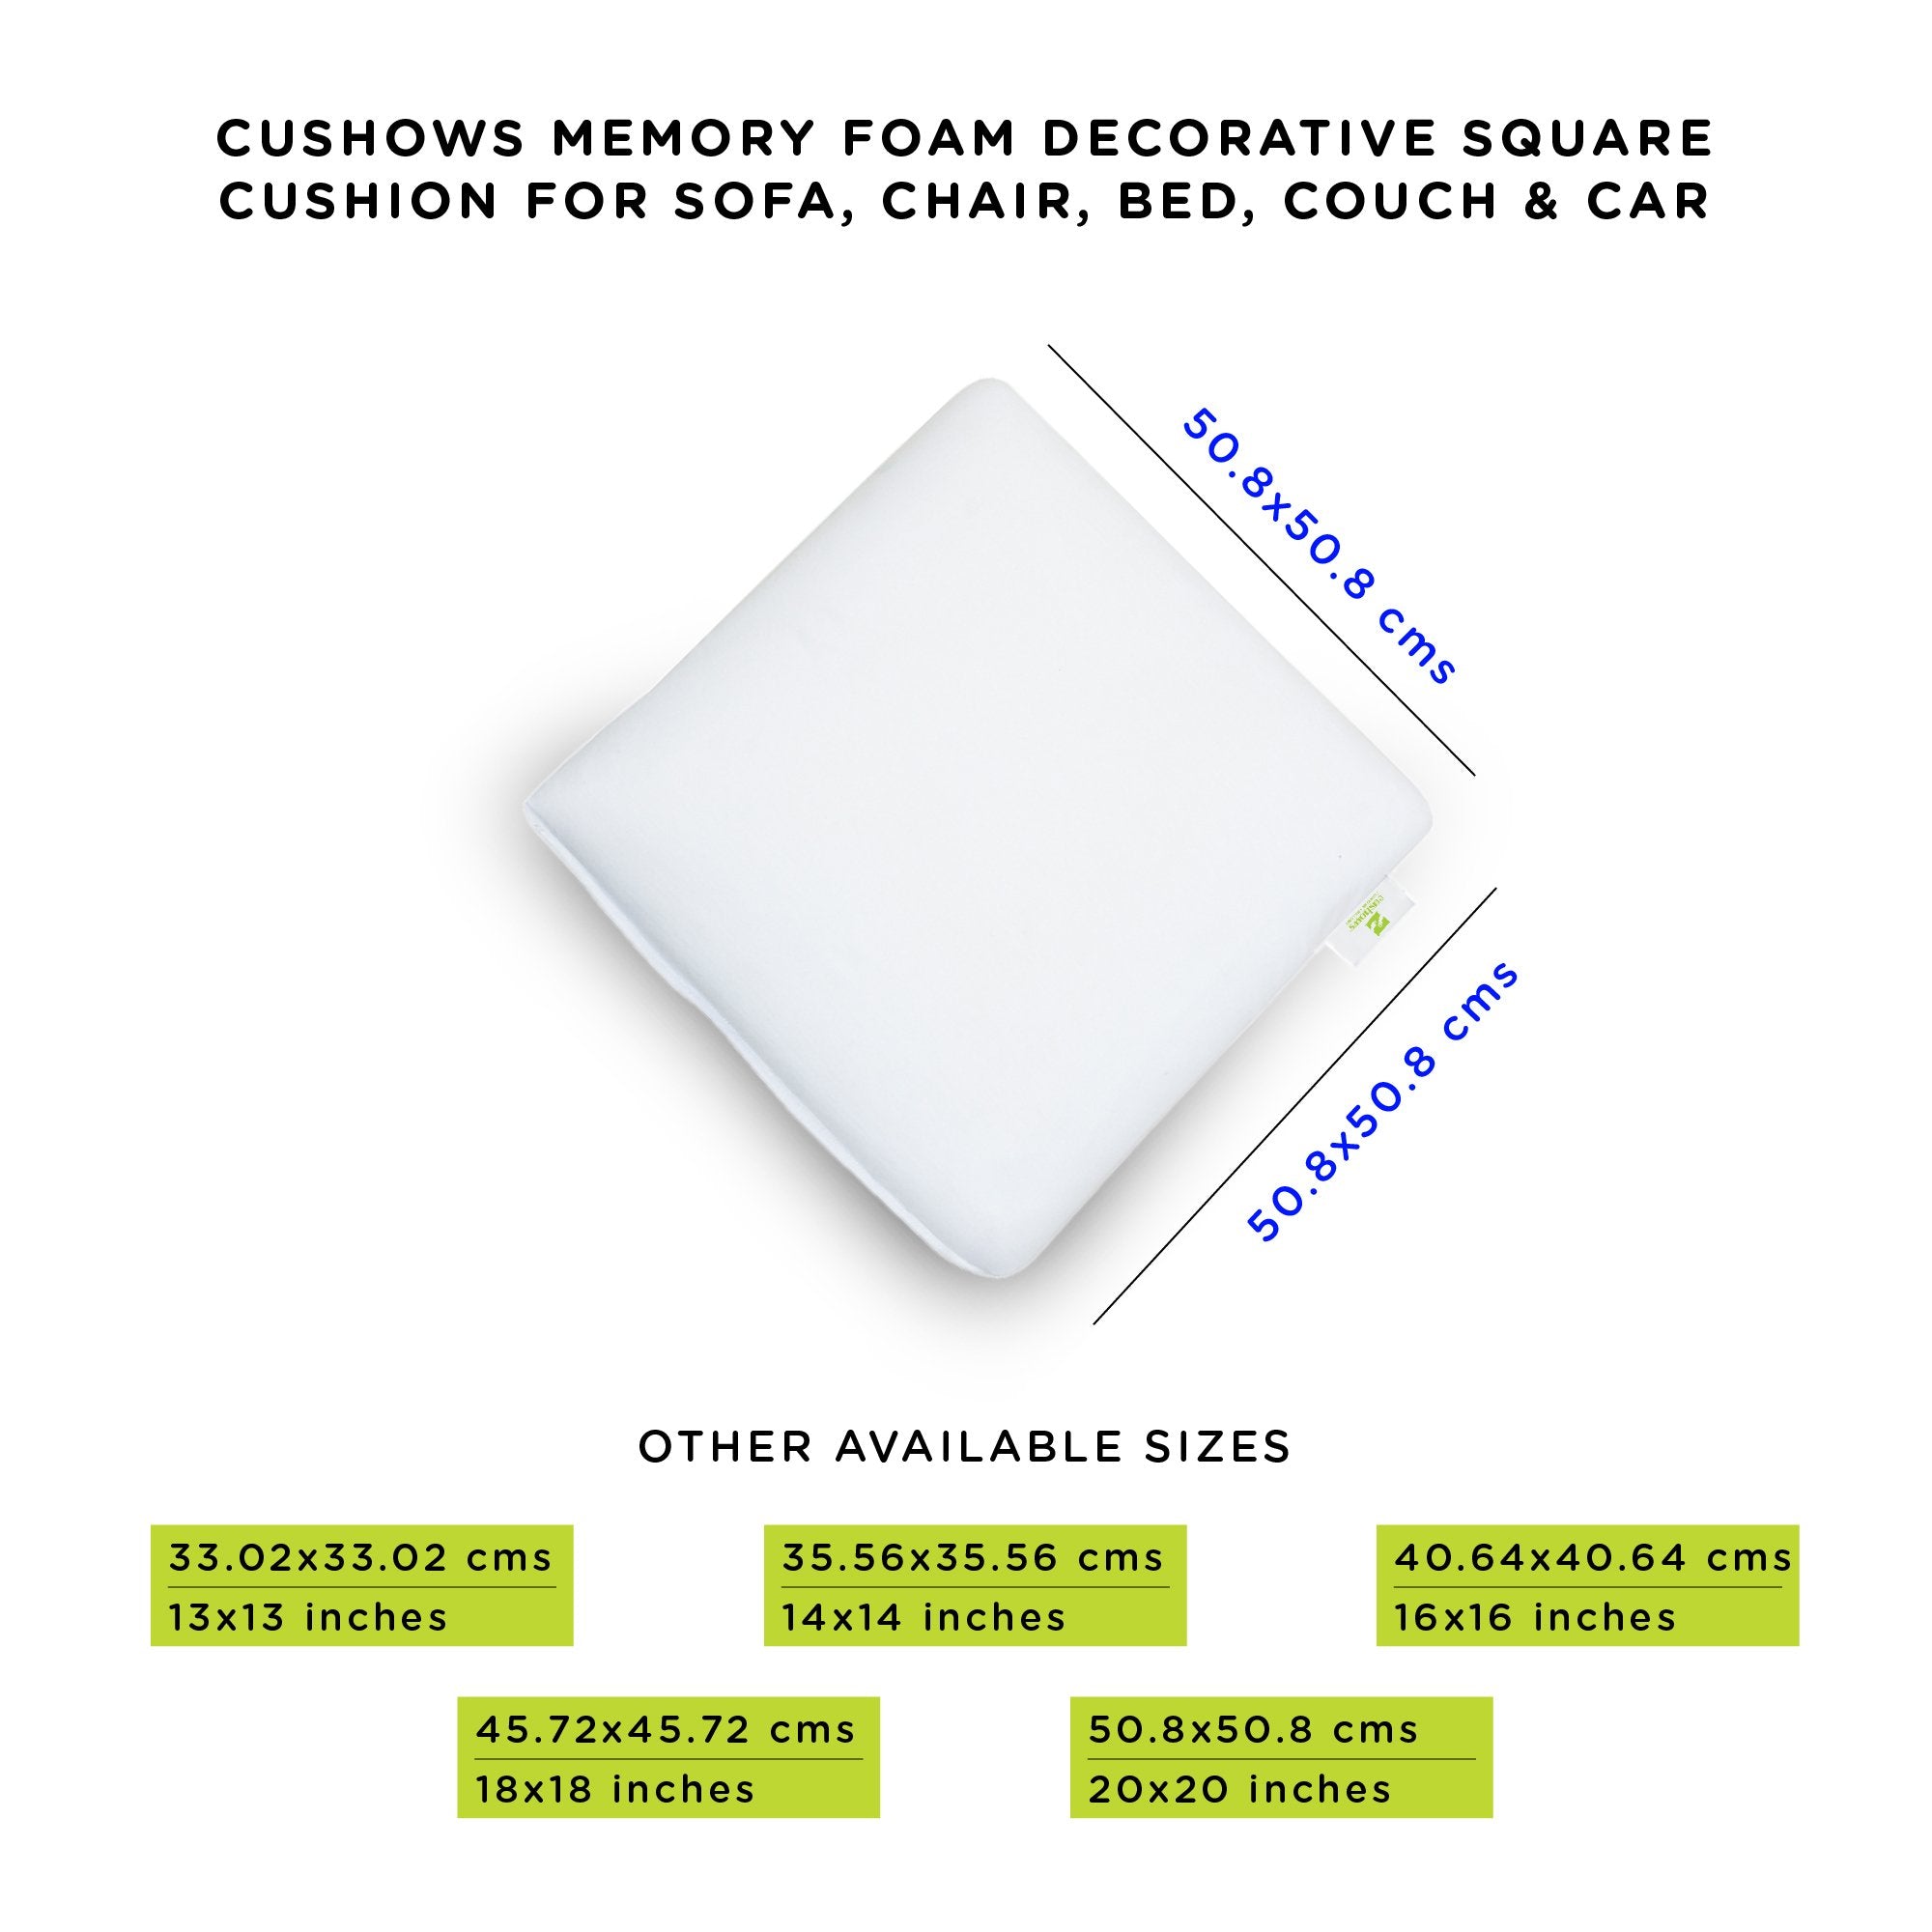 CUSHOWS MEMORY FOAM DECORATIVE SQUARE
CUSHION FOR SOFA, CHAIR, BED, COUCH & CAR
50.8x50.8 cms
cushows
50.8x50.8 cms
OTHER AVAILABLE SIZES
33.02x33.02 cms
13x13 inches
35.56x35.56 cms
14x14 inches
40.64x40.64 cms
16x16 inches
45.72x45.72 cms
18x18 inches
50.8x50.8 cms
20x20 inches